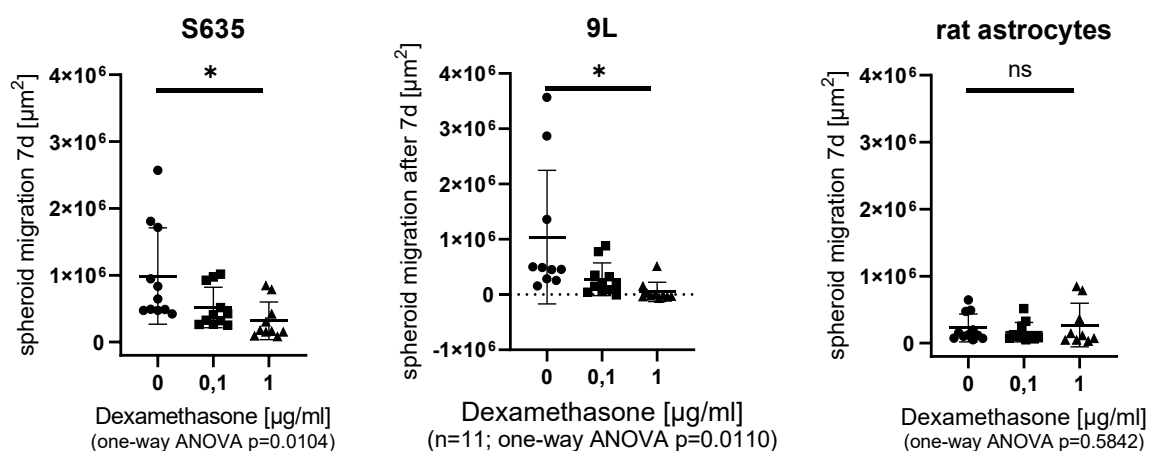 S635
*
spheroid migration 7d [µm²]
4×10⁶
3×10⁶
2×10⁶
1×10⁶
0
0 0,1 1
Dexamethasone [µg/ml]
(one-way ANOVA p=0.0104)
9L
*
spheroid migration after 7d [µm²]
4×10⁶
3×10⁶
2×10⁶
1×10⁶
0
-1×10⁶
0 0,1 1
Dexamethasone [µg/ml]
(n=11; one-way ANOVA p=0.0110)
rat astrocytes
ns
spheroid migration 7d [µm²]
4×10⁶
3×10⁶
2×10⁶
1×10⁶
0
0 0,1 1
Dexamethasone [µg/ml]
(one-way ANOVA p=0.5842)